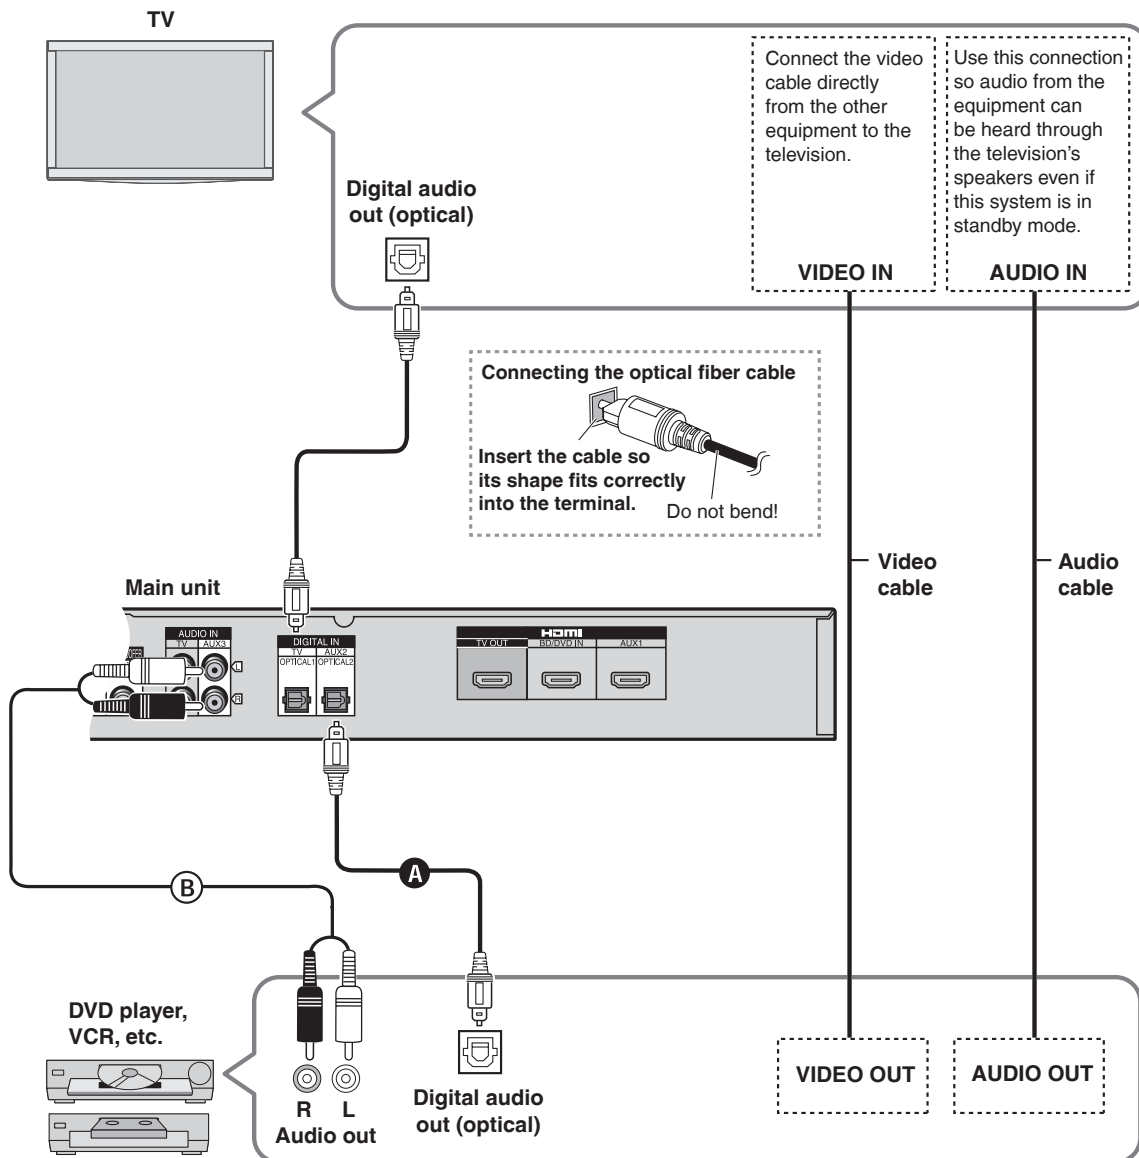 TV
Connect the video
cable directly
from the other
equipment to the
television.
VIDEO IN
Use this connection
so audio from the
equipment can
be heard through
the television's
speakers even if
this system is in
standby mode.
AUDIO IN
Digital audio
out (optical)
Connecting the optical fiber cable
Insert the cable so
its shape fits correctly
into the terminal.
Do not bend!
Video
cable
Audio
cable
Main unit
AUDIO IN
TV AUX3
L
R
DIGITAL IN
TV AUX2
OPTICAL1 OPTICAL2
HDMI
TV OUT BD/DVD IN AUX1
B
A
DVD player,
VCR, etc.
R L
Audio out
Digital audio
out (optical)
VIDEO OUT
AUDIO OUT